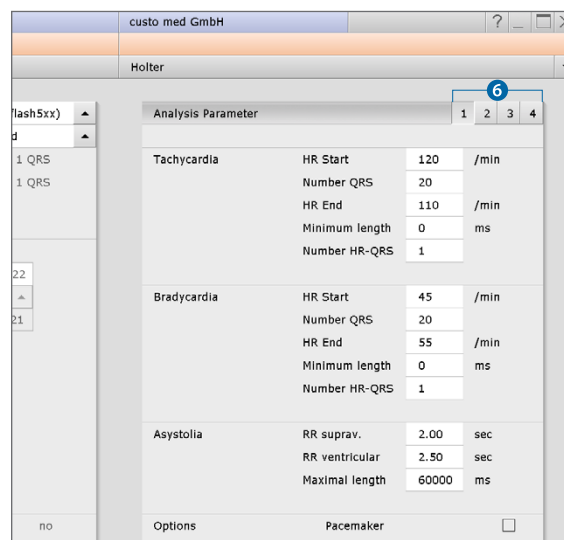 custo med GmbH ? _
Holter
6
lash5xx)
d
1 QRS
1 QRS
22
21
no
Analysis Parameter 1 2 3 4
Tachycardia HR Start 120 /min
Number QRS 20
HR End 110 /min
Minimum length 0 ms
Number HR-QRS 1
Bradycardia HR Start 45 /min
Number QRS 20
HR End 55 /min
Minimum length 0 ms
Number HR-QRS 1
Asystolia RR suprav. 2.00 sec
RR ventricular 2.50 sec
Maximal length 60000 ms
Options Pacemaker